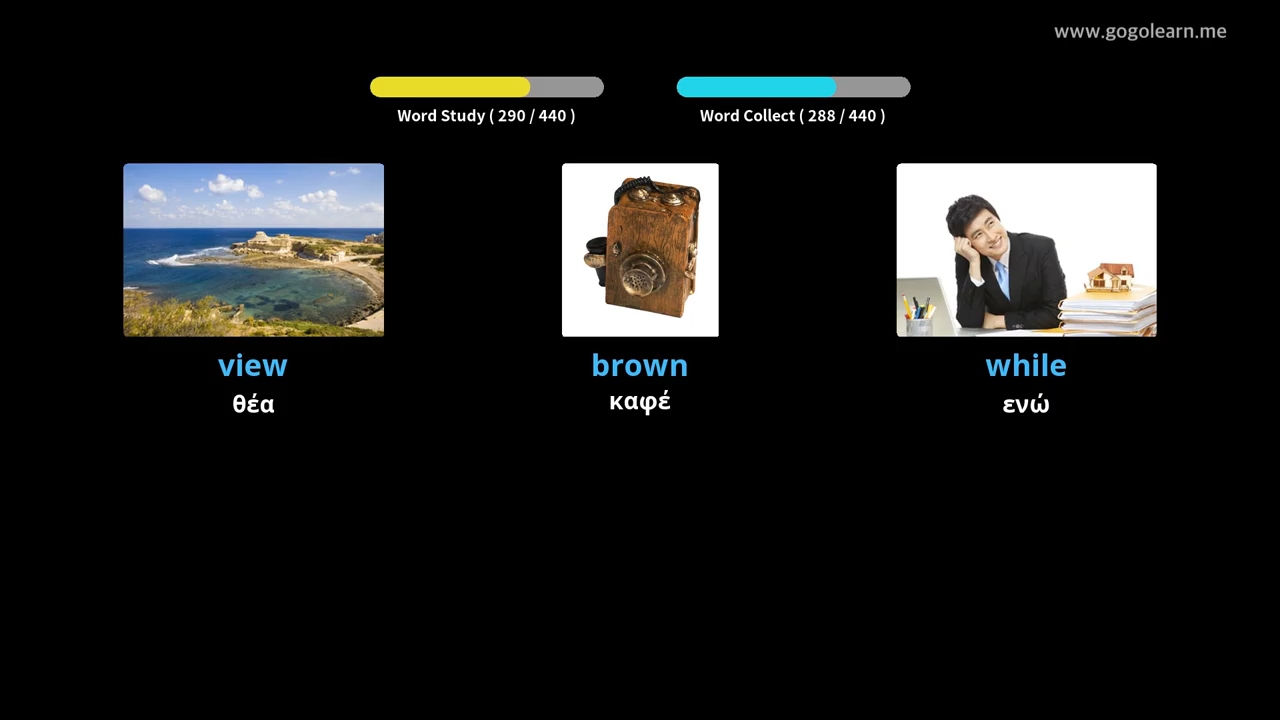 www.gogolearn.me
Word Study ( 290 / 440 )
Word Collect ( 288 / 440 )
view
brown
while
θέα
καφέ
ενώ